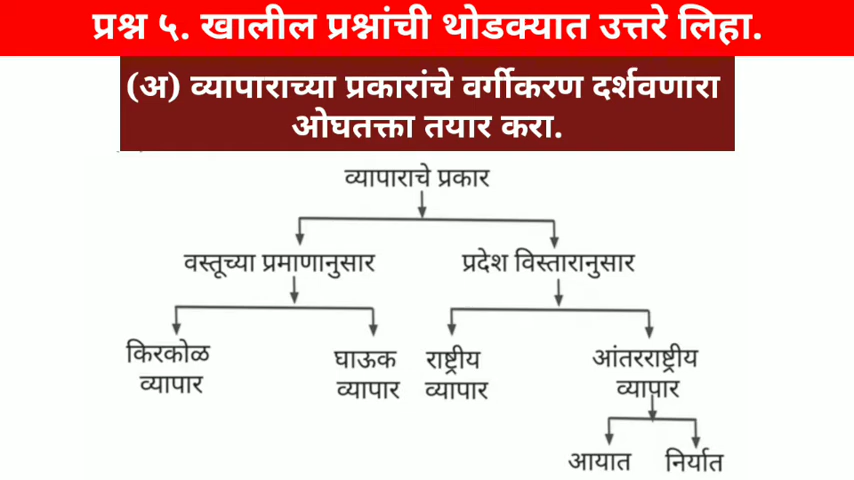 प्रश्न ५. खालील प्रश्नांची थोडक्यात उत्तरे लिहा.
(अ) व्यापाराच्या प्रकारांचे वर्गीकरण दर्शवणारा
ओघतक्ता तयार करा.
व्यापाराचे प्रकार
वस्तूच्या प्रमाणानुसार
प्रदेश विस्तारानुसार
किरकोळ
व्यापार
घाऊक
व्यापार
राष्ट्रीय
व्यापार
आंतरराष्ट्रीय
व्यापार
आयात
निर्यात